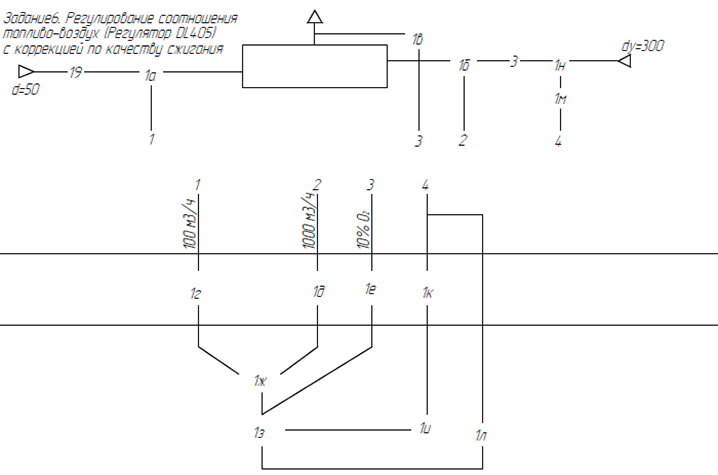 Задание6. Регулирование соотношения
топливо-воздух (Регулятор DL405)
с коррекцией по качеству сжигания
1в
dy=300
19
1а
1б
3
1н
d=50
1м
1
3
2
4
1
2
3
4
100 м3/ч
1000 м3/ч
10% O₂
1г
1д
1е
1к
1ж
1з
1и
1л